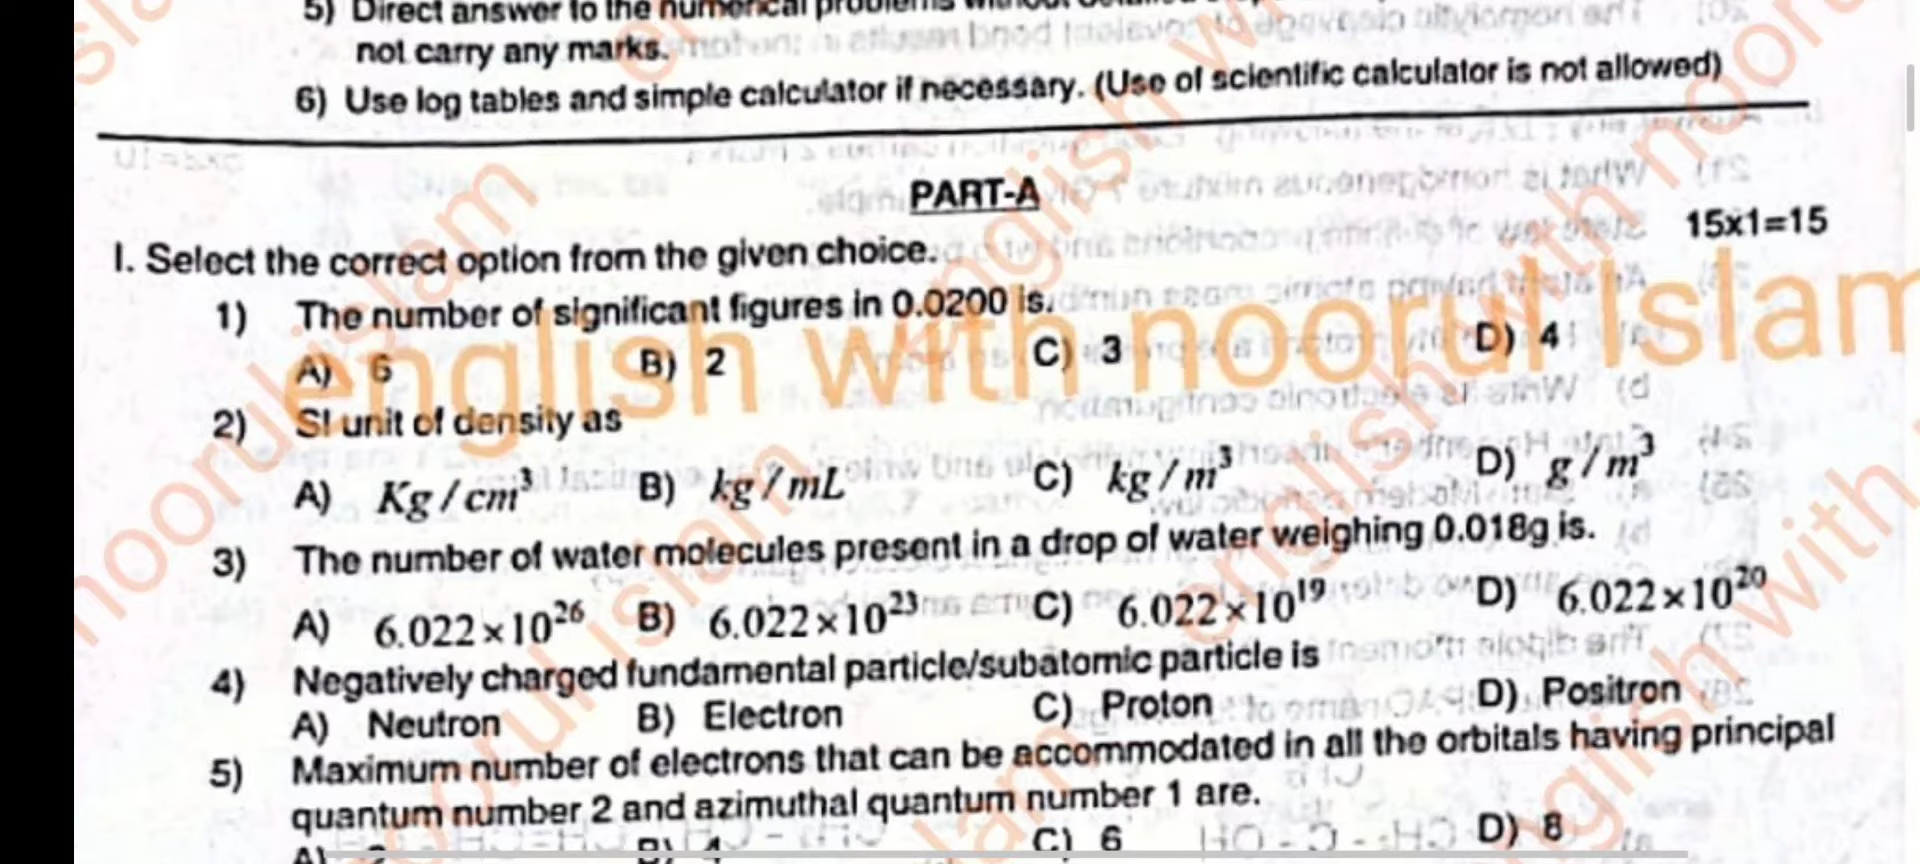 5) Direct answer to the numerical problems
not carry any marks.
6) Use log tables and simple calculator if necessary. (Use of scientific calculator is not allowed)
PART-A
15x1=15
I. Select the correct option from the given choice.
1) The number of significant figures in 0.0200 is.
A) 6 B) 2 C) 3 D) 4
english with noorul Islam
2) SI unit of density as
A) Kg/cm³ B) kg/mL C) kg/m³ D) g/m³
3) The number of water molecules present in a drop of water weighing 0.018g is.
A) 6.022×10²⁶ B) 6.022×10²³ C) 6.022×10¹⁹ D) 6.022×10²⁰
4) Negatively charged fundamental particle/subatomic particle is
A) Neutron B) Electron C) Proton D) Positron
5) Maximum number of electrons that can be accommodated in all the orbitals having principal
quantum number 2 and azimuthal quantum number 1 are.
A) B) 4 C) 6 D) 8